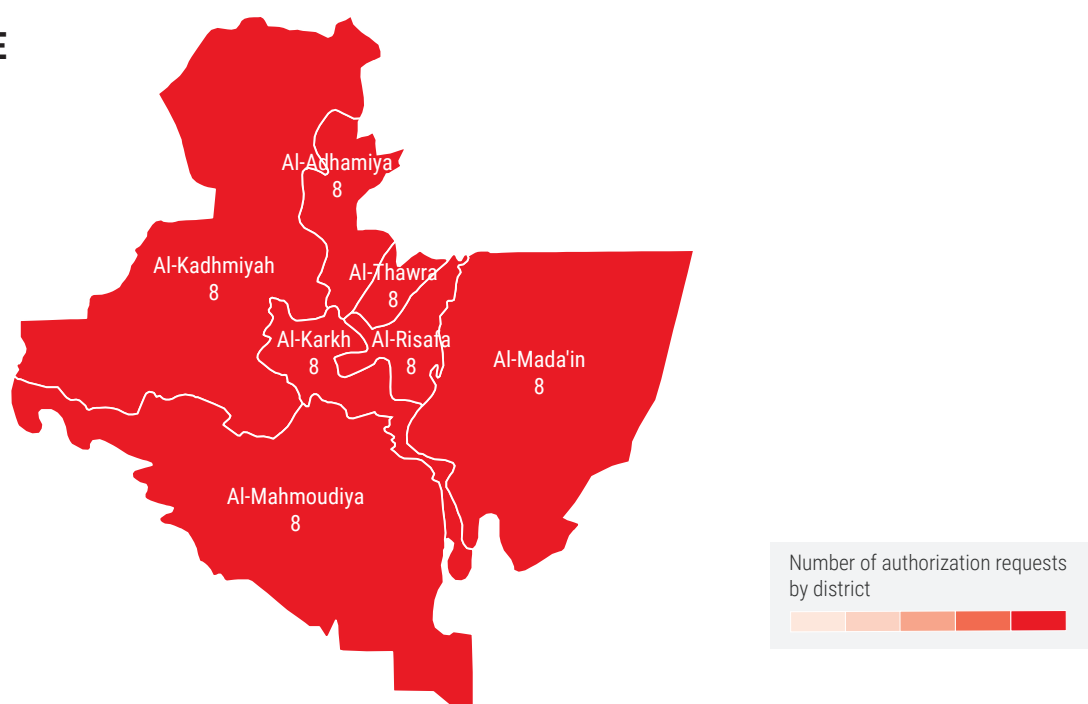 E
Al-Adhamiya
8
Al-Kadhmiyah
8
Al-Thawra
8
Al-Karkh
8
Al-Risafa
8
Al-Mada'in
8
Al-Mahmoudiya
8
Number of authorization requests
by district